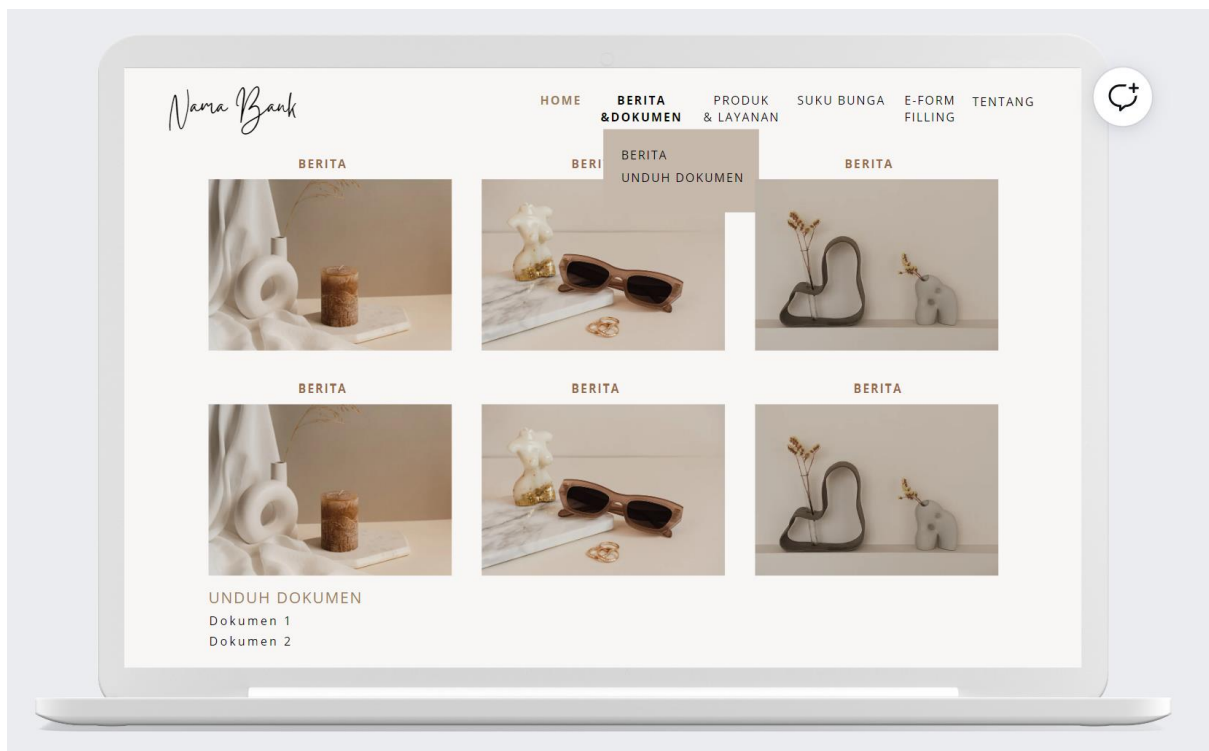 Nama Bank
HOME
BERITA
&DOKUMEN
PRODUK
& LAYANAN
SUKU BUNGA
E-FORM
FILLING
TENTANG
BERITA
UNDUH DOKUMEN
BERITA
BERI
BERITA
BERITA
BERITA
BERITA
UNDUH DOKUMEN
Dokumen 1
Dokumen 2